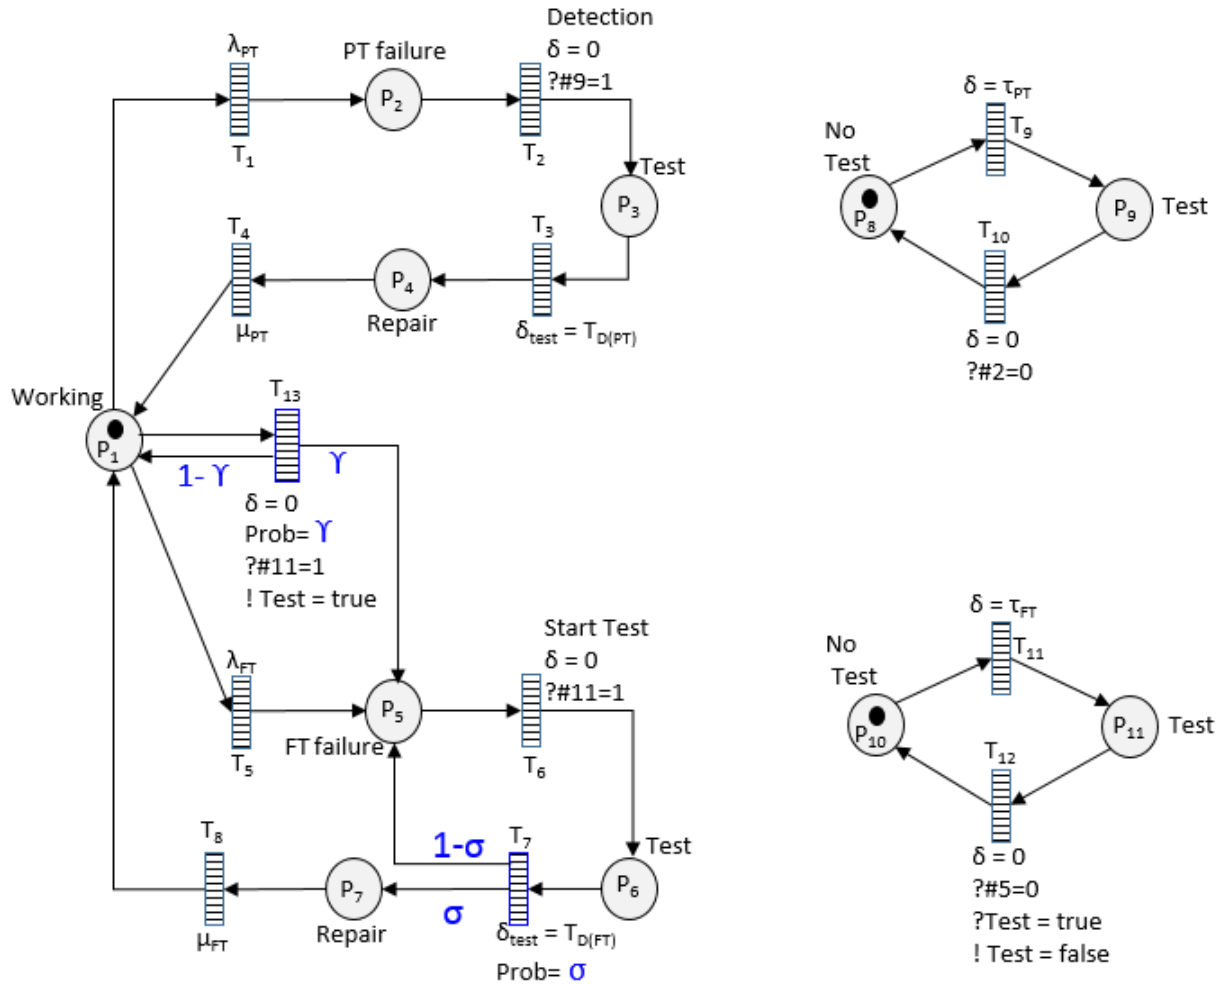 Detection
δ = 0
?#9=1
λPT
PT failure
P2
T1
T2
Test
P3
T4
T3
P4
Repair
μPT
δtest = TD(PT)
Working
P1
T13
1- ϒ
ϒ
δ = 0
Prob= ϒ
?#11=1
! Test = true
Start Test
δ = 0
?#11=1
λFT
P5
FT failure
T5
T6
Test
P6
T8
1-σ
T7
P7
σ
Repair
μFT
δtest = TD(FT)
Prob= σ
δ = τPT
T9
No
Test
P8
P9
Test
T10
δ = 0
?#2=0
δ = τFT
T11
No
Test
P10
P11
Test
T12
δ = 0
?#5=0
?Test = true
! Test = false